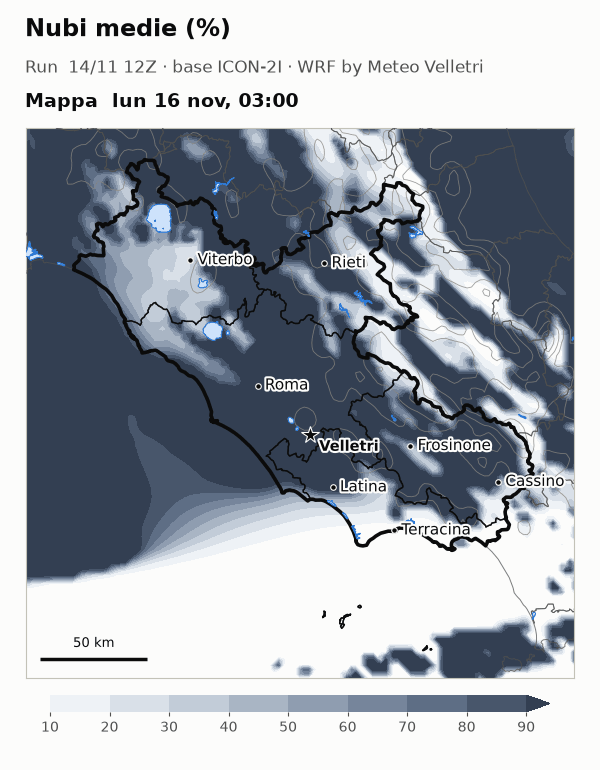 Nubi medie (%)
Run  14/11 12Z · base ICON-2I · WRF by Meteo Velletri
Mappa  lun 16 nov, 03:00
Viterbo
Rieti
Roma
Velletri
Frosinone
Latina
Cassino
Terracina
50 km
10 20 30 40 50 60 70 80 90